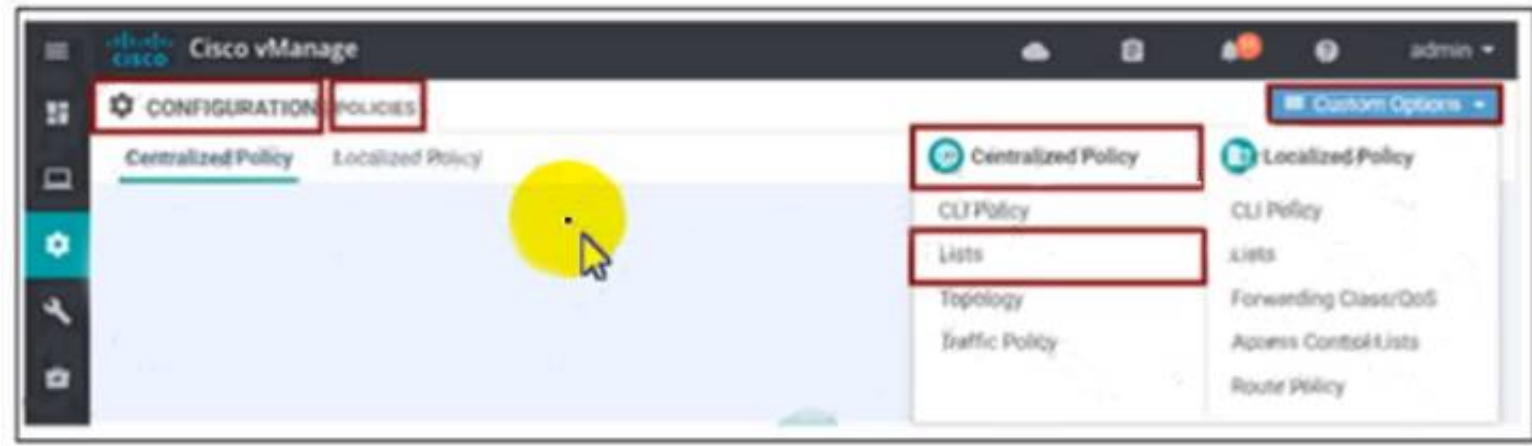 CISCO Cisco vManage admin
CONFIGURATION POLICIES Custom Options
Centralized Policy Localized Policy
Centralized Policy Localized Policy
CLI Policy CLI Policy
Lists Lists
Topology Forwarding Class/QoS
Traffic Policy Access Control Lists
Route Policy